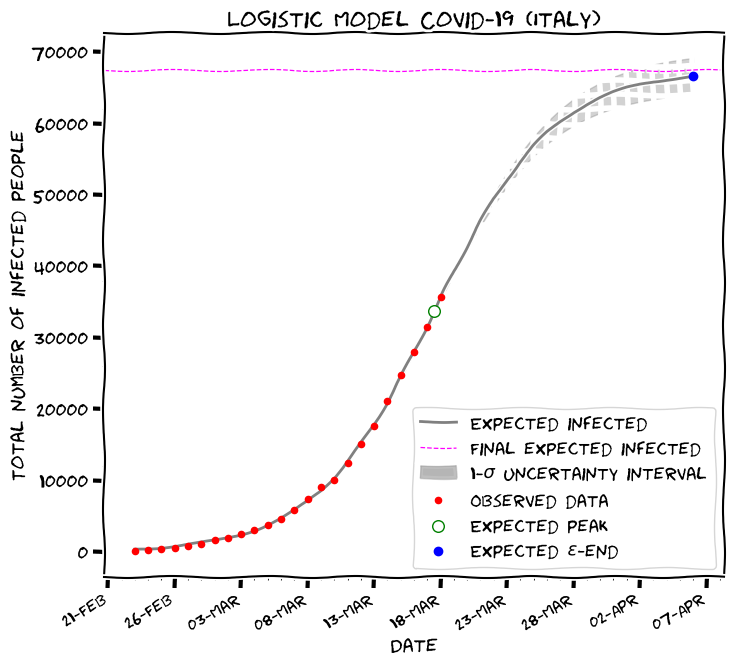 LOGISTIC MODEL COVID-19 (ITALY)
TOTAL NUMBER OF INFECTED PEOPLE
70000
60000
50000
40000
30000
20000
10000
0
EXPECTED INFECTED
FINAL EXPECTED INFECTED
1-σ UNCERTAINTY INTERVAL
OBSERVED DATA
EXPECTED PEAK
EXPECTED ε-END
21-FEB
26-FEB
03-MAR
08-MAR
13-MAR
18-MAR
23-MAR
28-MAR
02-APR
07-APR
DATE